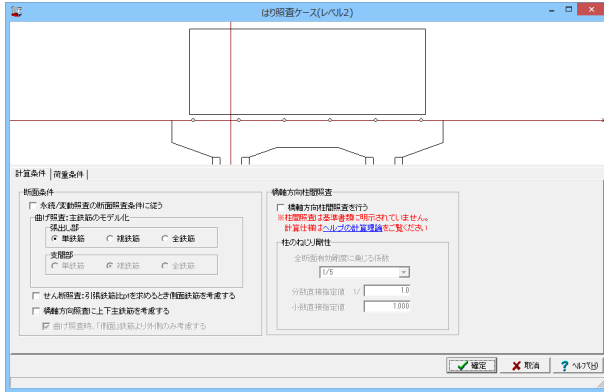 はり照査ケース(レベル2)
計算条件 荷重条件
断面条件
永続/変動照査の断面照査条件に従う
曲げ照査:主鉄筋のモデル化
張出し部
単鉄筋 複鉄筋 全鉄筋
支間部
単鉄筋 複鉄筋 全鉄筋
せん断照査:引張鉄筋比ptを求めるとき側面鉄筋を考慮する
橋軸方向照査に上下主鉄筋を考慮する
曲げ照査時、「側面」鉄筋より外側のみ考慮する
橋軸方向柱間照査
橋軸方向柱間照査を行う
※柱間照査は基準書類に明示されていません。
計算仕様はヘルプの計算理論をご覧ください
柱のねじり剛性
全断面有効剛度に乗じる係数
1/5
分数直接指定値 1/ 1.0
小数直接指定値 1.000
確定 取消 ? ヘルプ(H)